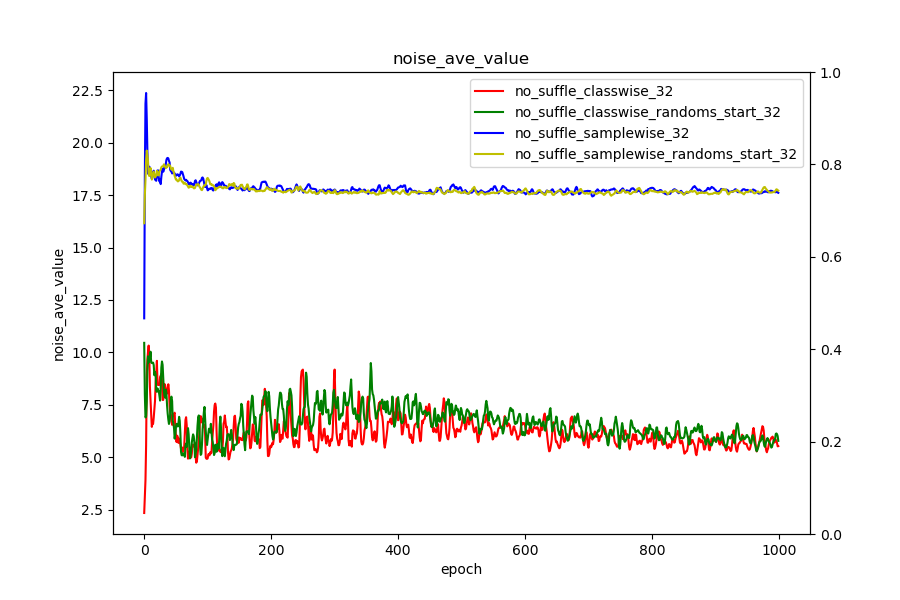 noise_ave_value
no_suffle_classwise_32
no_suffle_classwise_randoms_start_32
no_suffle_samplewise_32
no_suffle_samplewise_randoms_start_32
noise_ave_value
22.5
20.0
17.5
15.0
12.5
10.0
7.5
5.0
2.5
1.0
0.8
0.6
0.4
0.2
0.0
0 200 400 600 800 1000
epoch